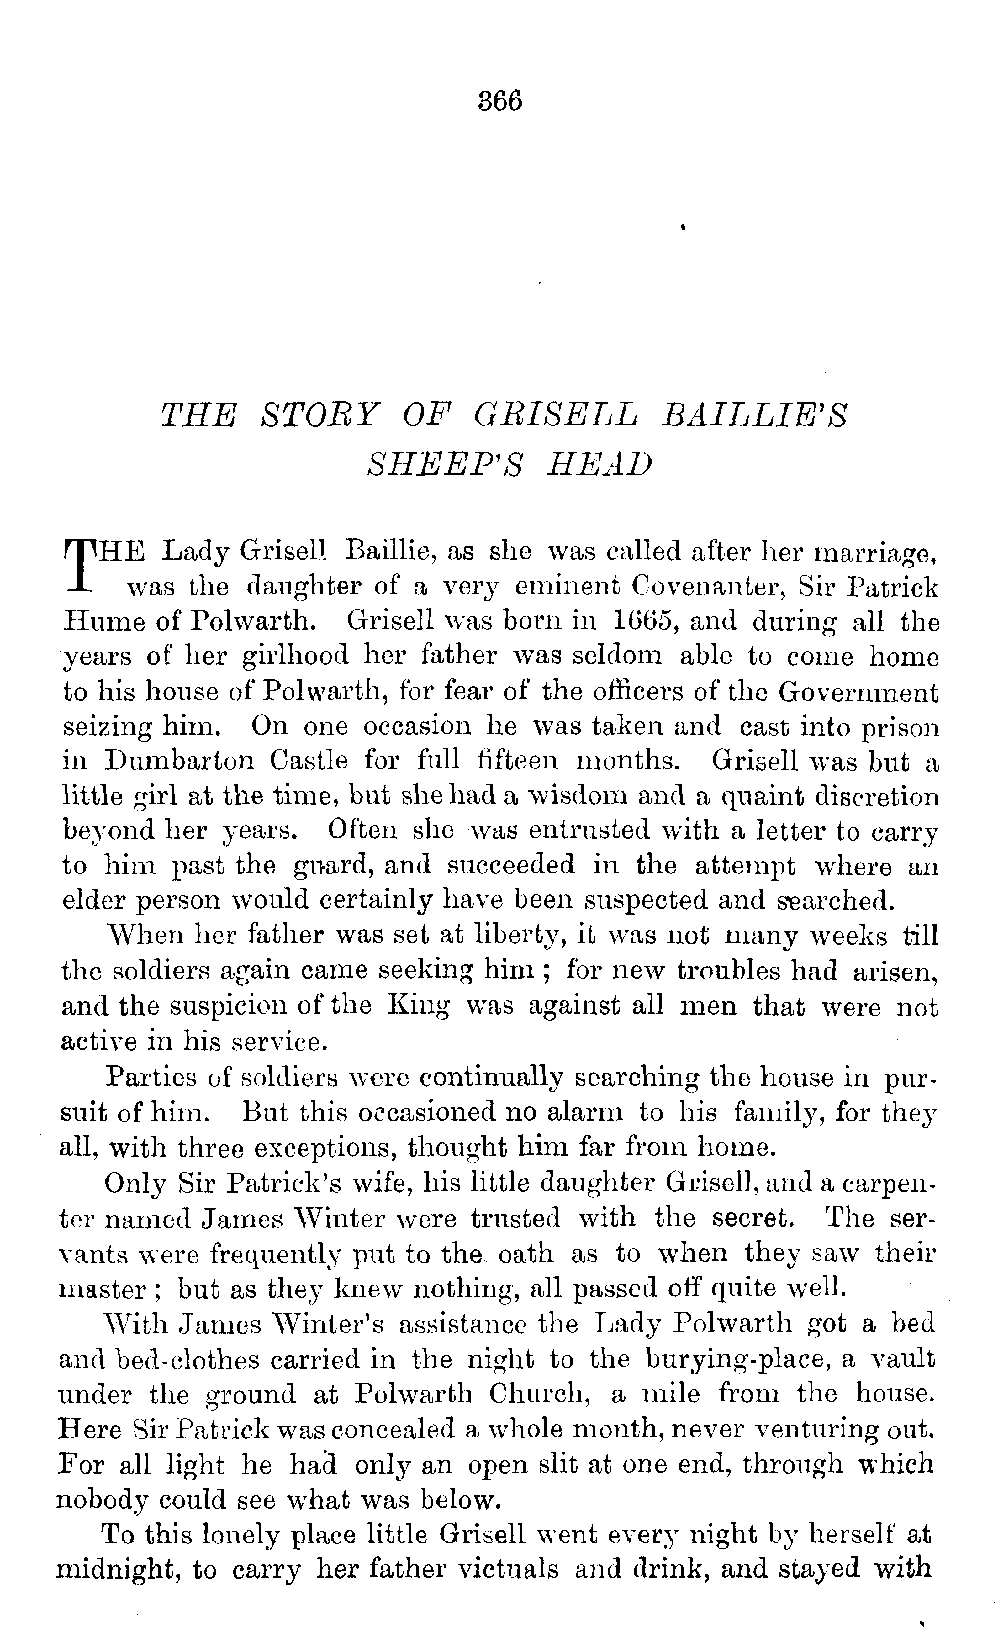 366
THE STORY OF GRISELL BAILLIE'S
SHEEP'S HEAD
THE Lady Grisell Baillie, as she was called after her marriage,
was the daughter of a very eminent Covenanter, Sir Patrick
Hume of Polwarth. Grisell was born in 1665, and during all the
years of her girlhood her father was seldom able to come home
to his house of Polwarth, for fear of the officers of the Government
seizing him. On one occasion he was taken and cast into prison
in Dumbarton Castle for full fifteen months. Grisell was but a
little girl at the time, but she had a wisdom and a quaint discretion
beyond her years. Often she was entrusted with a letter to carry
to him past the guard, and succeeded in the attempt where an
elder person would certainly have been suspected and searched.
When her father was set at liberty, it was not many weeks till
the soldiers again came seeking him ; for new troubles had arisen,
and the suspicion of the King was against all men that were not
active in his service.
Parties of soldiers were continually searching the house in pur-
suit of him. But this occasioned no alarm to his family, for they
all, with three exceptions, thought him far from home.
Only Sir Patrick's wife, his little daughter Grisell, and a carpen-
ter named James Winter were trusted with the secret. The ser-
vants were frequently put to the oath as to when they saw their
master ; but as they knew nothing, all passed off quite well.
With James Winter's assistance the Lady Polwarth got a bed
and bed-clothes carried in the night to the burying-place, a vault
under the ground at Polwarth Church, a mile from the house.
Here Sir Patrick was concealed a whole month, never venturing out.
For all light he had only an open slit at one end, through which
nobody could see what was below.
To this lonely place little Grisell went every night by herself at
midnight, to carry her father victuals and drink, and stayed with